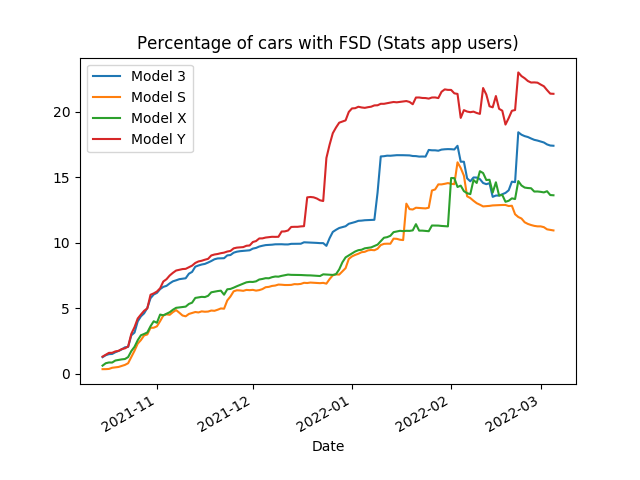 Percentage of cars with FSD (Stats app users)
Model 3
Model S
Model X
Model Y
20
15
10
5
0
2021-11
2021-12
2022-01
2022-02
2022-03
Date